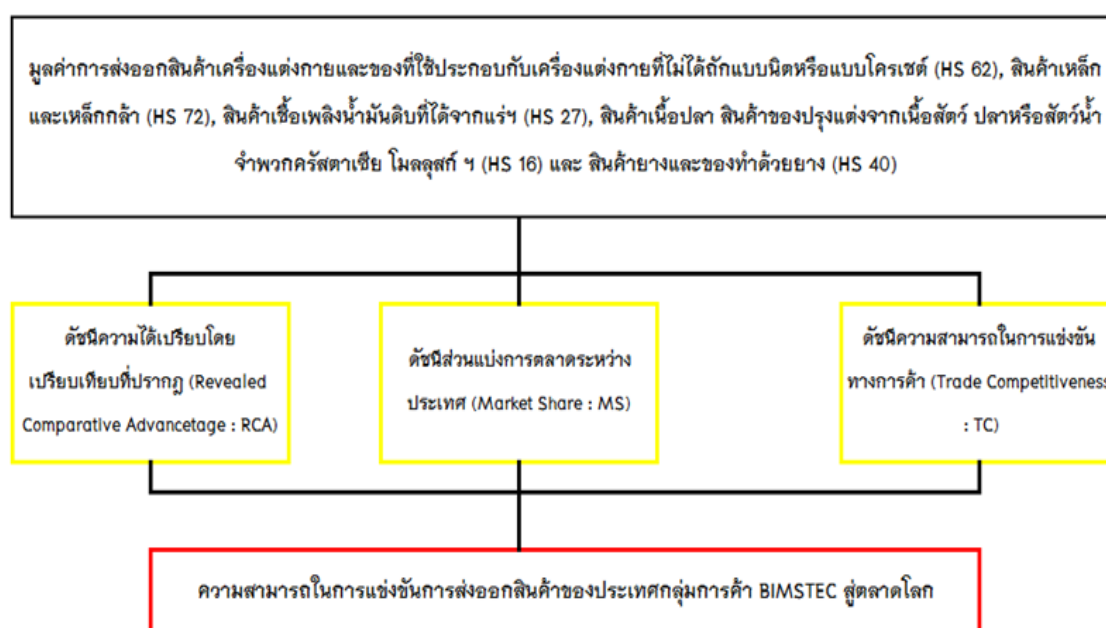 มูลค่าการส่งออกสินค้าเครื่องแต่งกายและของที่ใช้ประกอบกับเครื่องแต่งกายที่ไม่ได้ถักแบบนิตหรือแบบโครเชต์ (HS 62), สินค้าเหล็ก
และเหล็กกล้า (HS 72), สินค้าเชื้อเพลิงน้ำมันดิบที่ได้จากแร่ฯ (HS 27), สินค้าเนื้อปลา สินค้าของปรุงแต่งจากเนื้อสัตว์ ปลาหรือสัตว์น้ำ
จำพวกครัสตาเซีย โมลลุสก์ ฯ (HS 16) และ สินค้ายางและของทำด้วยยาง (HS 40)
ดัชนีความได้เปรียบโดย
เปรียบเทียบที่ปรากฎ (Revealed
Comparative Advancetage : RCA)
ดัชนีส่วนแบ่งการตลาดระหว่าง
ประเทศ (Market Share : MS)
ดัชนีความสามารถในการแข่งขัน
ทางการค้า (Trade Competitiveness
: TC)
ความสามารถในการแข่งขันการส่งออกสินค้าของประเทศกลุ่มการค้า BIMSTEC สู่ตลาดโลก